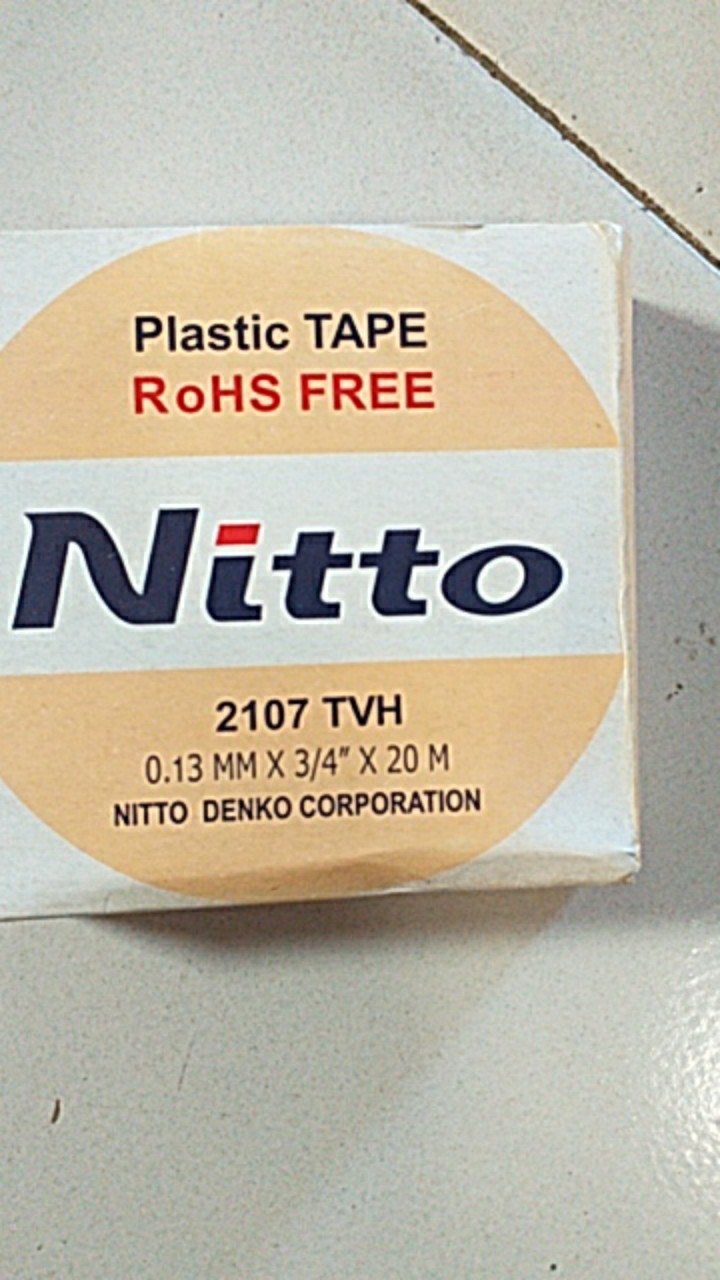 Plastic TAPE
RoHS FREE
Nitto
2107 TVH
0.13 MM X 3/4" X 20 M
NITTO DENKO CORPORATION